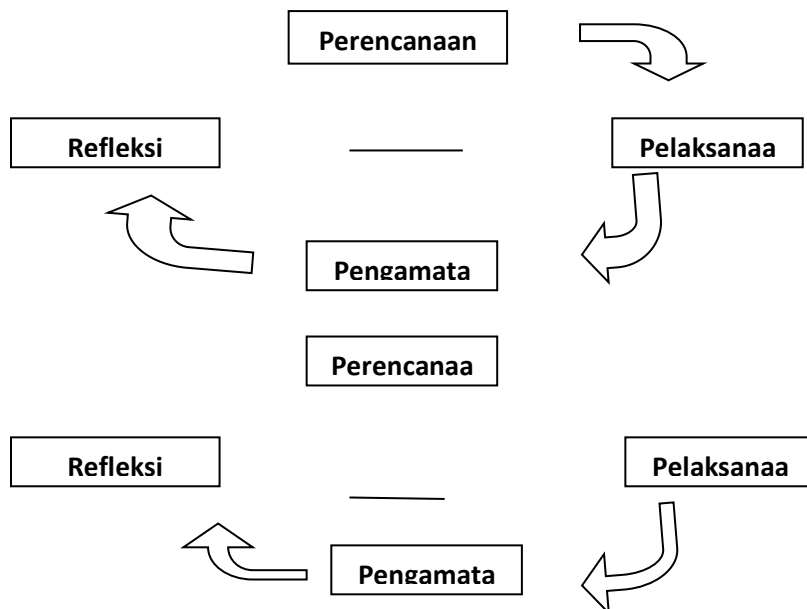 Perencanaan
Refleksi
Pelaksanaa
Pengamata
Perencanaa
Refleksi
Pelaksanaa
Pengamata